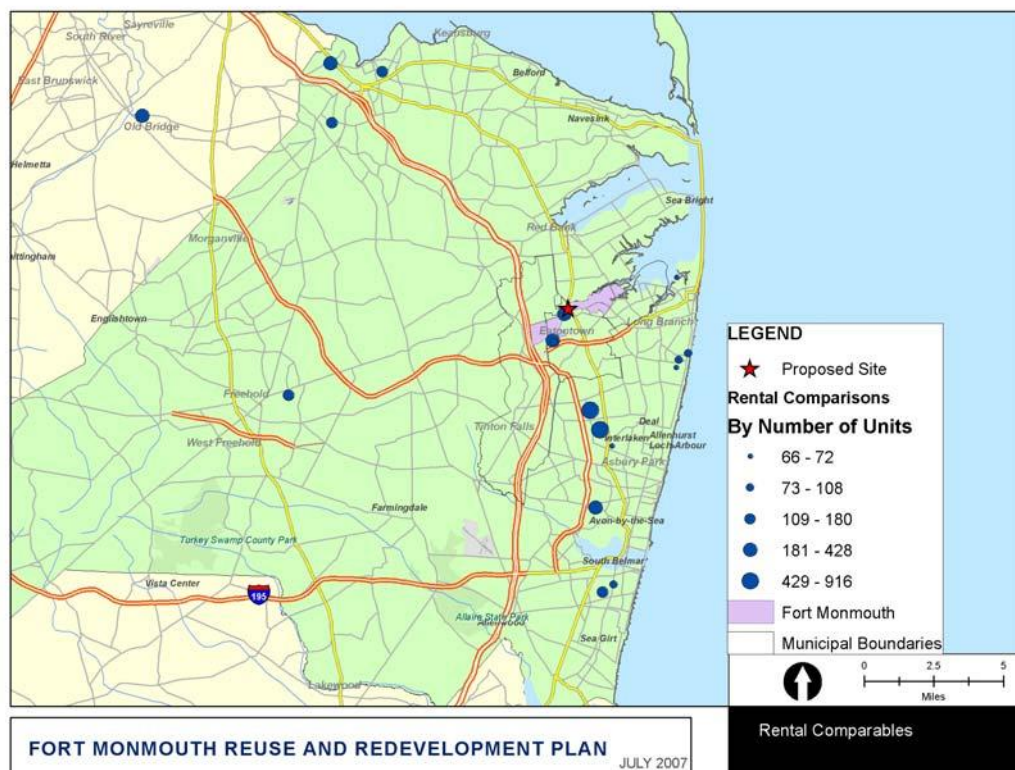 Sayreville
South River
Keansburg
East Brunswick
Belford
Old Bridge
Navesink
Helmetta
Sea Bright
Red Bank
Morganville
ittingham
Englishtown
Long Branch
Eatontown
Freehold
Tinton Falls
Deal
West Freehold
Interlaken
Allenhurst
Loch Arbour
Asbury Park
Farmingdale
Avon-by-the-Sea
Turkey Swamp County Park
South Belmar
Vista Center
195
Allaire State Park
Allenwood
Sea Girt
Lakewood
LEGEND
Proposed Site
Rental Comparisons
By Number of Units
66 - 72
73 - 108
109 - 180
181 - 428
429 - 916
Fort Monmouth
Municipal Boundaries
0 2.5 5
Miles
Rental Comparables
FORT MONMOUTH REUSE AND REDEVELOPMENT PLAN
JULY 2007